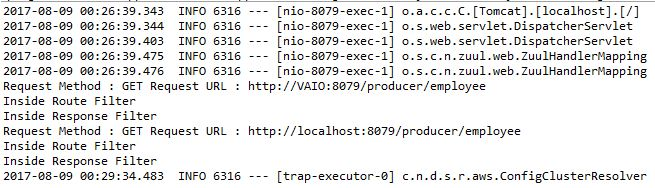 2017-08-09 00:26:39.343 INFO 6316 --- [nio-8079-exec-1] o.a.c.c.C.[Tomcat].[localhost].[/]
2017-08-09 00:26:39.344 INFO 6316 --- [nio-8079-exec-1] o.s.web.servlet.DispatcherServlet
2017-08-09 00:26:39.403 INFO 6316 --- [nio-8079-exec-1] o.s.web.servlet.DispatcherServlet
2017-08-09 00:26:39.475 INFO 6316 --- [nio-8079-exec-1] o.s.c.n.zuul.web.ZuulHandlerMapping
2017-08-09 00:26:39.476 INFO 6316 --- [nio-8079-exec-1] o.s.c.n.zuul.web.ZuulHandlerMapping
Request Method : GET Request URL : http://VAIO:8079/producer/employee
Inside Route Filter
Inside Response Filter
Request Method : GET Request URL : http://localhost:8079/producer/employee
Inside Route Filter
Inside Response Filter
2017-08-09 00:29:34.483 INFO 6316 --- [trap-executor-0] c.n.d.s.r.aws.ConfigClusterResolver